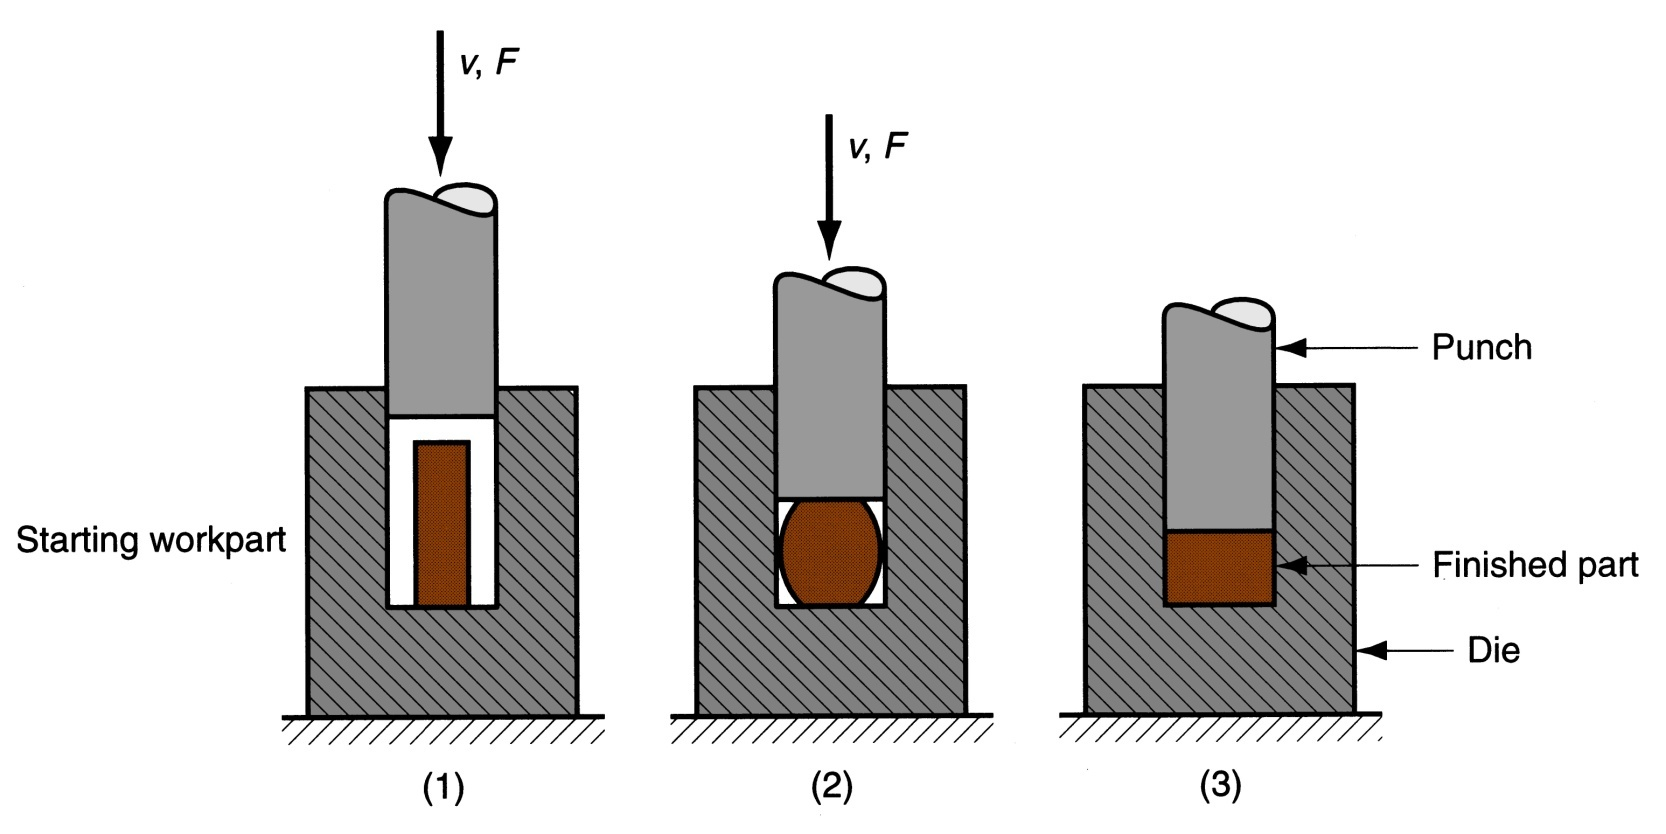 v, F
v, F
Punch
Starting workpart
Finished part
Die
(1)
(2)
(3)